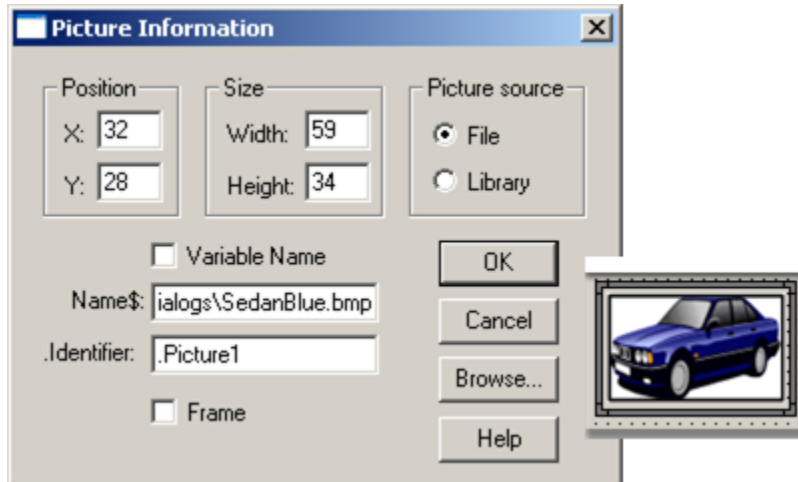 Picture Information
Position
X: 32
Y: 28
Size
Width: 59
Height: 34
Picture source
File
Library
Variable Name
Name$: ialogs\SedanBlue.bmp
.Identifier: .Picture1
Frame
OK
Cancel
Browse...
Help